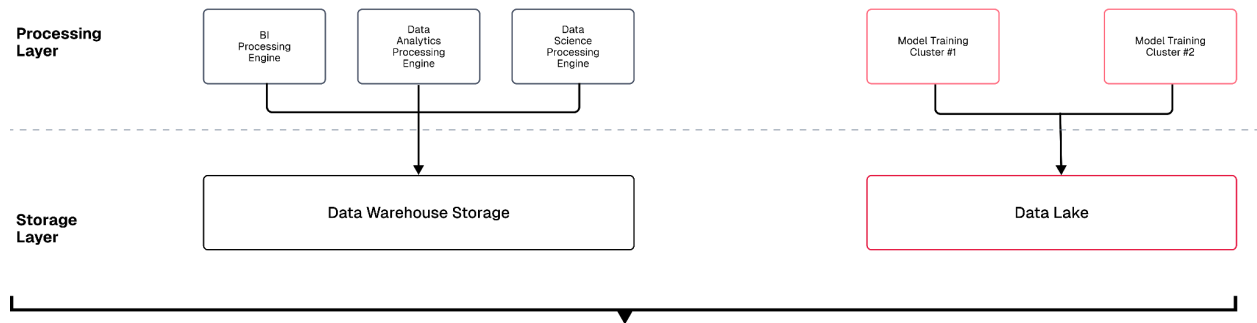 Processing
Layer
BI
Processing
Engine
Data
Analytics
Processing
Engine
Data
Science
Processing
Engine
Model Training
Cluster #1
Model Training
Cluster #2
Storage
Layer
Data Warehouse Storage
Data Lake